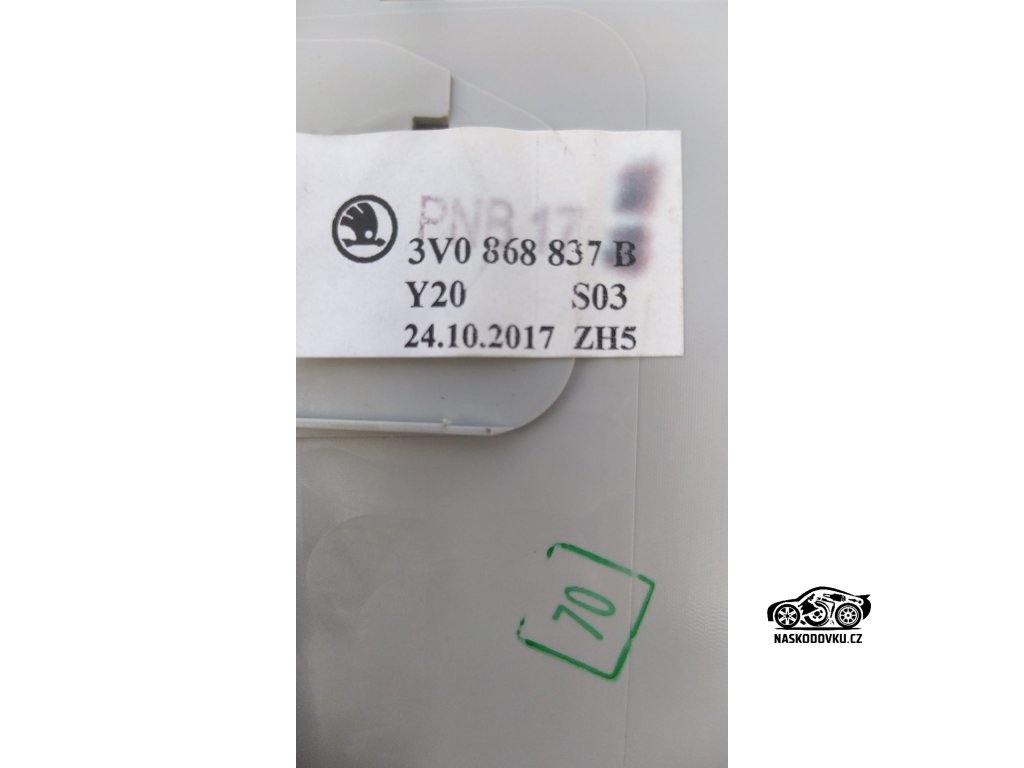 PNB 17
3V0 868 837 B
Y20 S03
24.10.2017 ZH5
70
NASKODOVKU.CZ